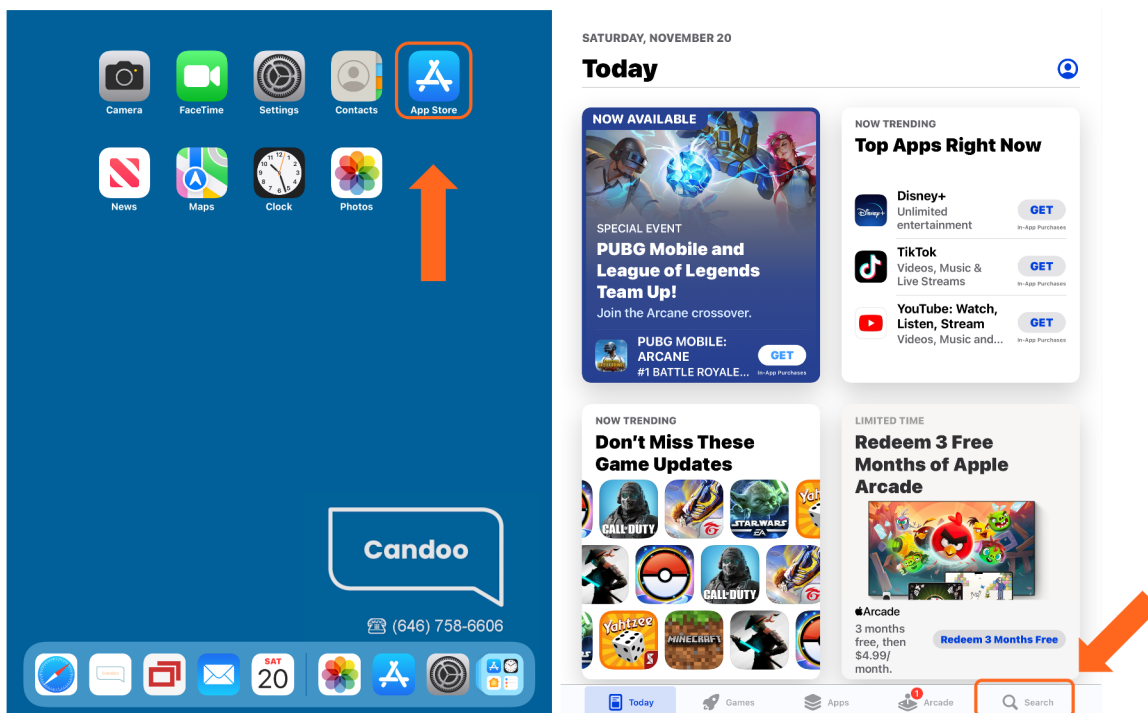 Camera
FaceTime
Settings
Contacts
App Store
News
Maps
Clock
Photos
Candoo
(646) 758-6606
SAT
20
SATURDAY, NOVEMBER 20
Today
NOW AVAILABLE
SPECIAL EVENT
PUBG Mobile and
League of Legends
Team Up!
Join the Arcane crossover.
PUBG MOBILE:
ARCANE
#1 BATTLE ROYALE...
GET
In-App Purchases
NOW TRENDING
Top Apps Right Now
Disney+
Disney+
Unlimited
entertainment
GET
In-App Purchases
TikTok
Videos, Music &
Live Streams
GET
In-App Purchases
YouTube: Watch,
Listen, Stream
Videos, Music and...
GET
In-App Purchases
NOW TRENDING
Don't Miss These
Game Updates
CALL·DUTY
STAR WARS
EA
Yaht
CALL·DUTY
Yahtzee
MINECRAFT
LIMITED TIME
Redeem 3 Free
Months of Apple
Arcade
Arcade
3 months
free, then
$4.99/
month.
Redeem 3 Months Free
Today
Games
Apps
1
Arcade
Search